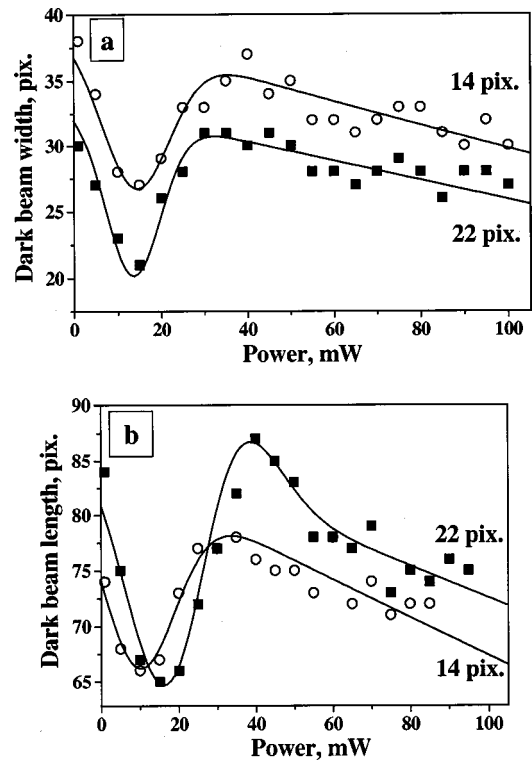 a
40
35
30
25
20
Dark beam width, pix.
14 pix.
22 pix.
0 20 40 60 80 100
Power, mW
b
90
85
80
75
70
65
Dark beam length, pix.
22 pix.
14 pix.
0 20 40 60 80 100
Power, mW